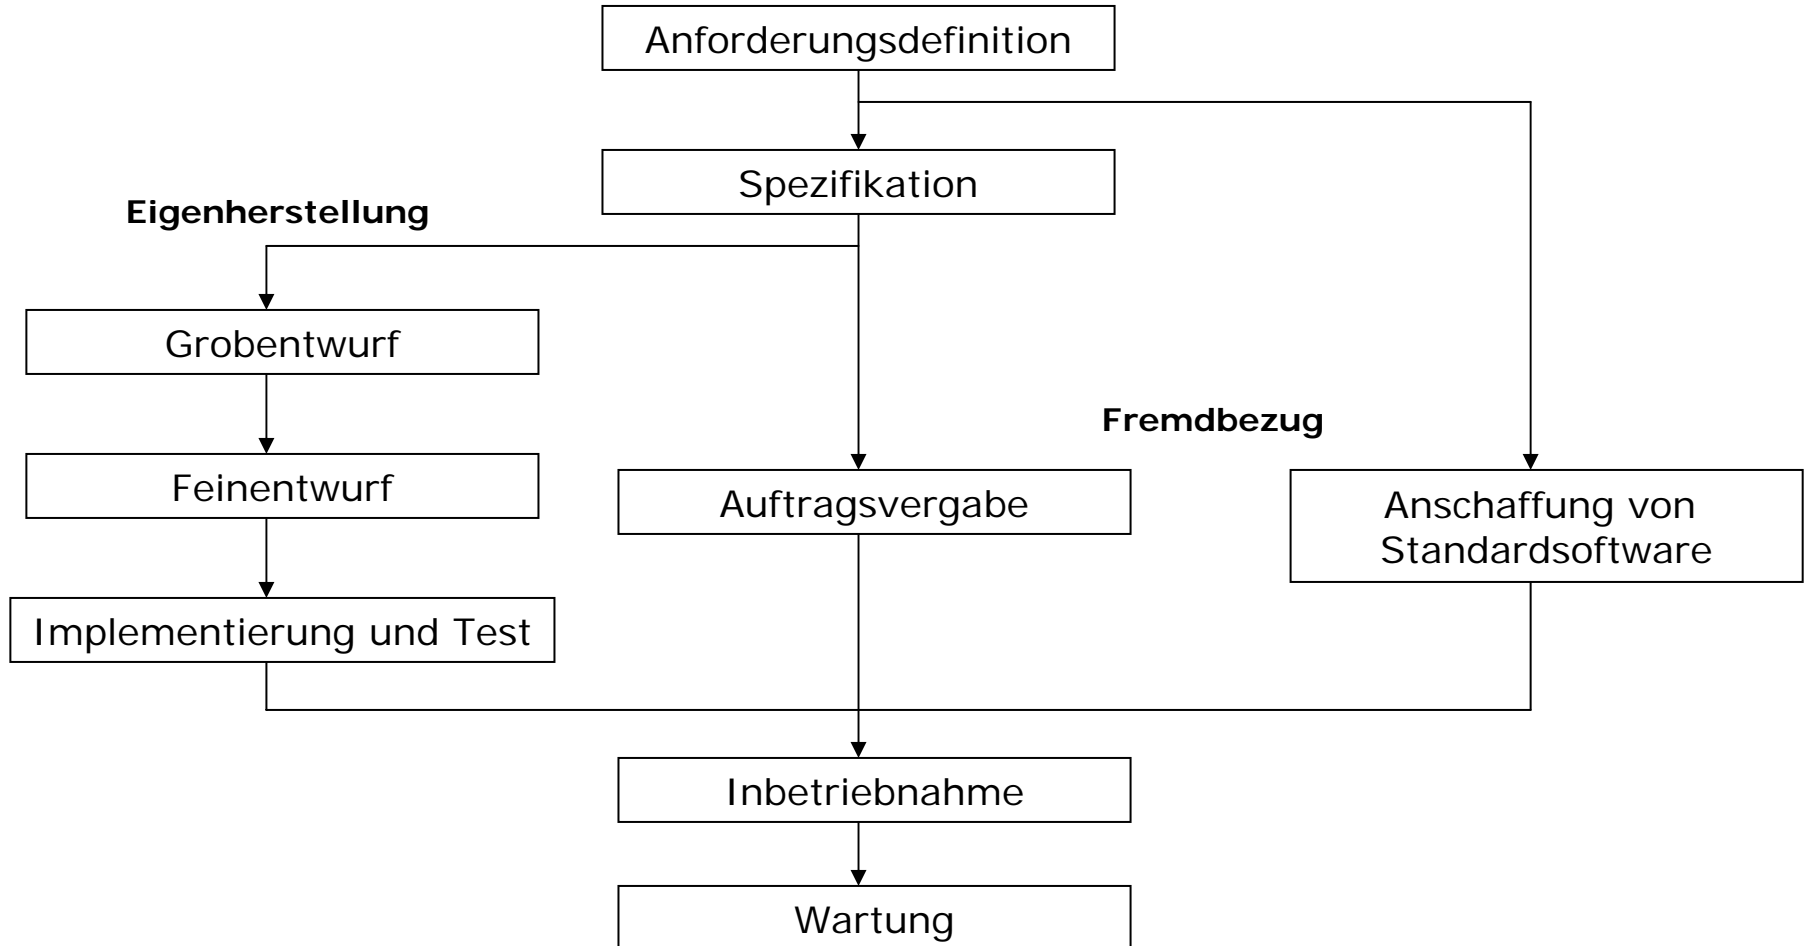 Anforderungsdefinition
Spezifikation
Eigenherstellung
Grobentwurf
Fremdbezug
Feinentwurf
Auftragsvergabe
Anschaffung von
Standardsoftware
Implementierung und Test
Inbetriebnahme
Wartung